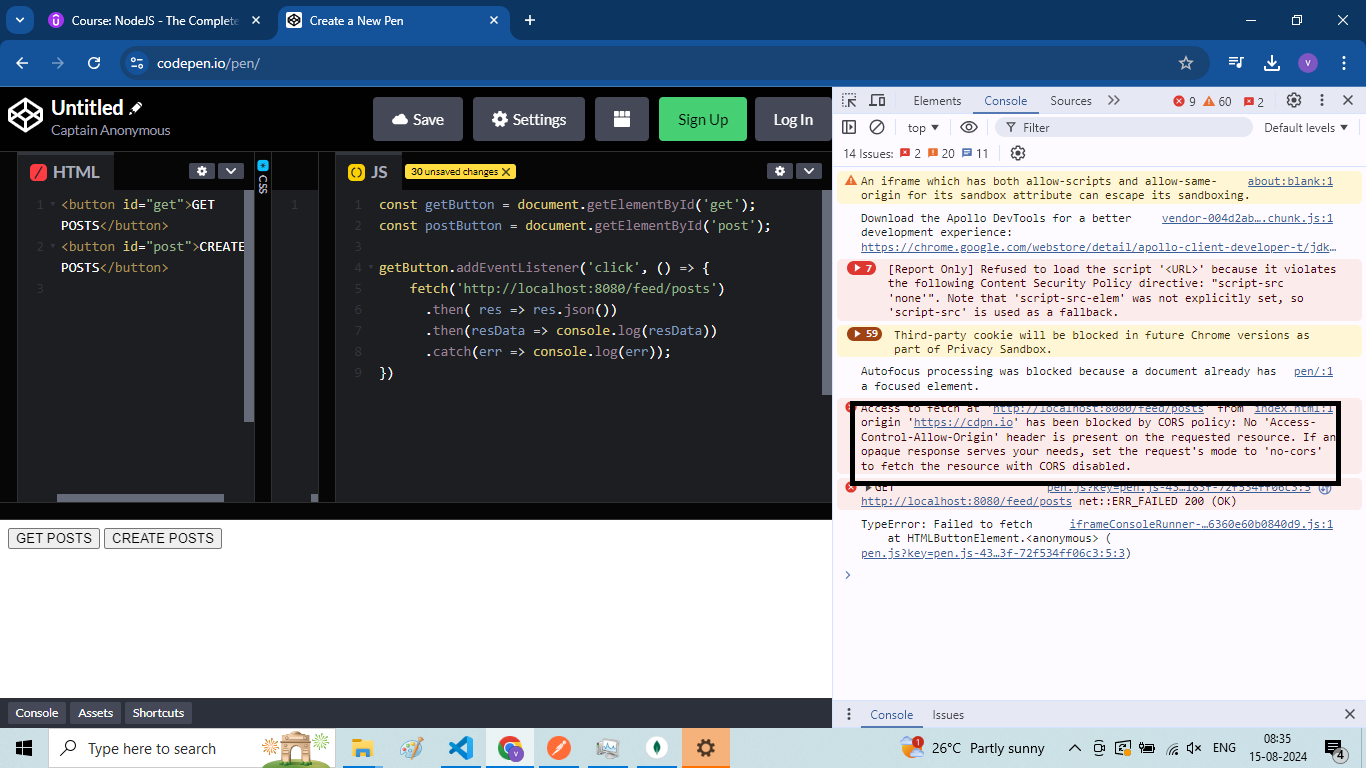 Course: NodeJS - The Complete
Create a New Pen
codepen.io/pen/
V
Untitled
Captain Anonymous
Save
Settings
Sign Up
Log In
HTML
1 <button id="get">GET
POSTS</button>
2 <button id="post">CREATE
POSTS</button>
3
CSS
1
JS
30 unsaved changes X
1 const getButton = document.getElementById('get');
2 const postButton = document.getElementById('post');
3
4 getButton.addEventListener('click', () => {
5 fetch('http://localhost:8080/feed/posts')
6 .then( res => res.json())
7 .then(resData => console.log(resData))
8 .catch(err => console.log(err));
9 })
GET POSTS
CREATE POSTS
Console
Assets
Shortcuts
Elements
Console
Sources
9
60
2
top
Filter
Default levels
14 Issues: 2 20 11
An iframe which has both allow-scripts and allow-same- about:blank:1
origin for its sandbox attribute can escape its sandboxing.
Download the Apollo DevTools for a better vendor-004d2ab….chunk.js:1
development experience:
https://chrome.google.com/webstore/detail/apollo-client-developer-t/jdk…
7 [Report Only] Refused to load the script '<URL>' because it violates
the following Content Security Policy directive: "script-src
'none'". Note that 'script-src-elem' was not explicitly set, so
'script-src' is used as a fallback.
59 Third-party cookie will be blocked in future Chrome versions as
part of Privacy Sandbox.
Autofocus processing was blocked because a document already has pen/:1
a focused element.
Access to fetch at 'http://localhost:8080/feed/posts' from index.html:1
origin 'https://cdpn.io' has been blocked by CORS policy: No 'Access-
Control-Allow-Origin' header is present on the requested resource. If an
opaque response serves your needs, set the request's mode to 'no-cors'
to fetch the resource with CORS disabled.
GET pen.js?key=pen.js-43…183f-72f534ff06c3:5
http://localhost:8080/feed/posts net::ERR_FAILED 200 (OK)
TypeError: Failed to fetch iframeConsoleRunner-…6360e60b0840d9.js:1
at HTMLButtonElement.<anonymous> (
pen.js?key=pen.js-43…3f-72f534ff06c3:5:3)
Console
Issues
Type here to search
V
1
26°C Partly sunny
ENG
08:35
15-08-2024
4